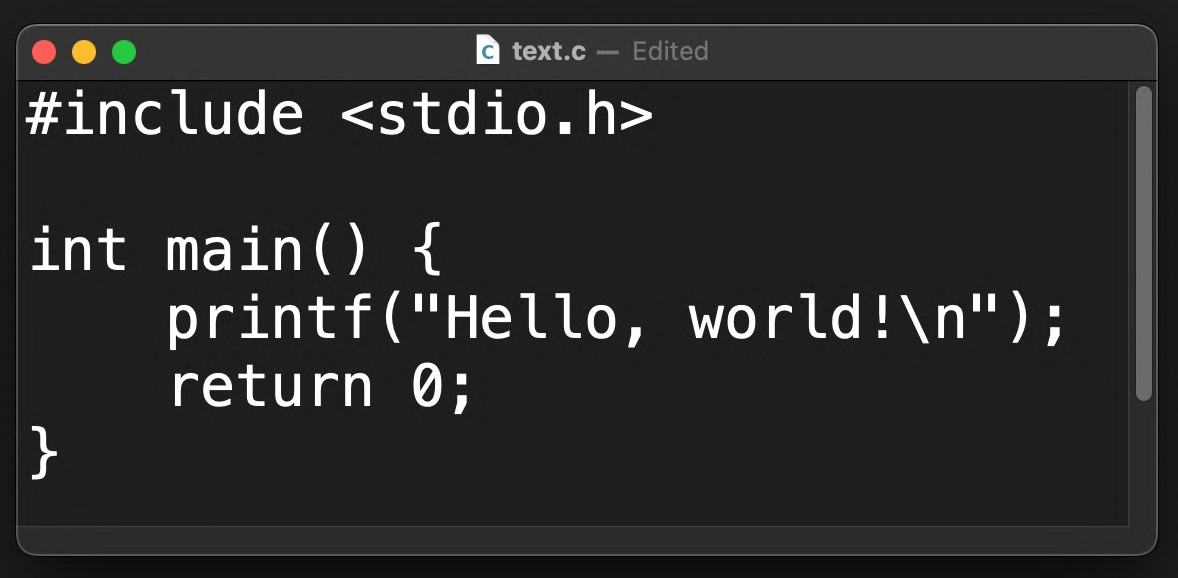 text.c — Edited
#include <stdio.h>

int main() {
    printf("Hello, world!\n");
    return 0;
}